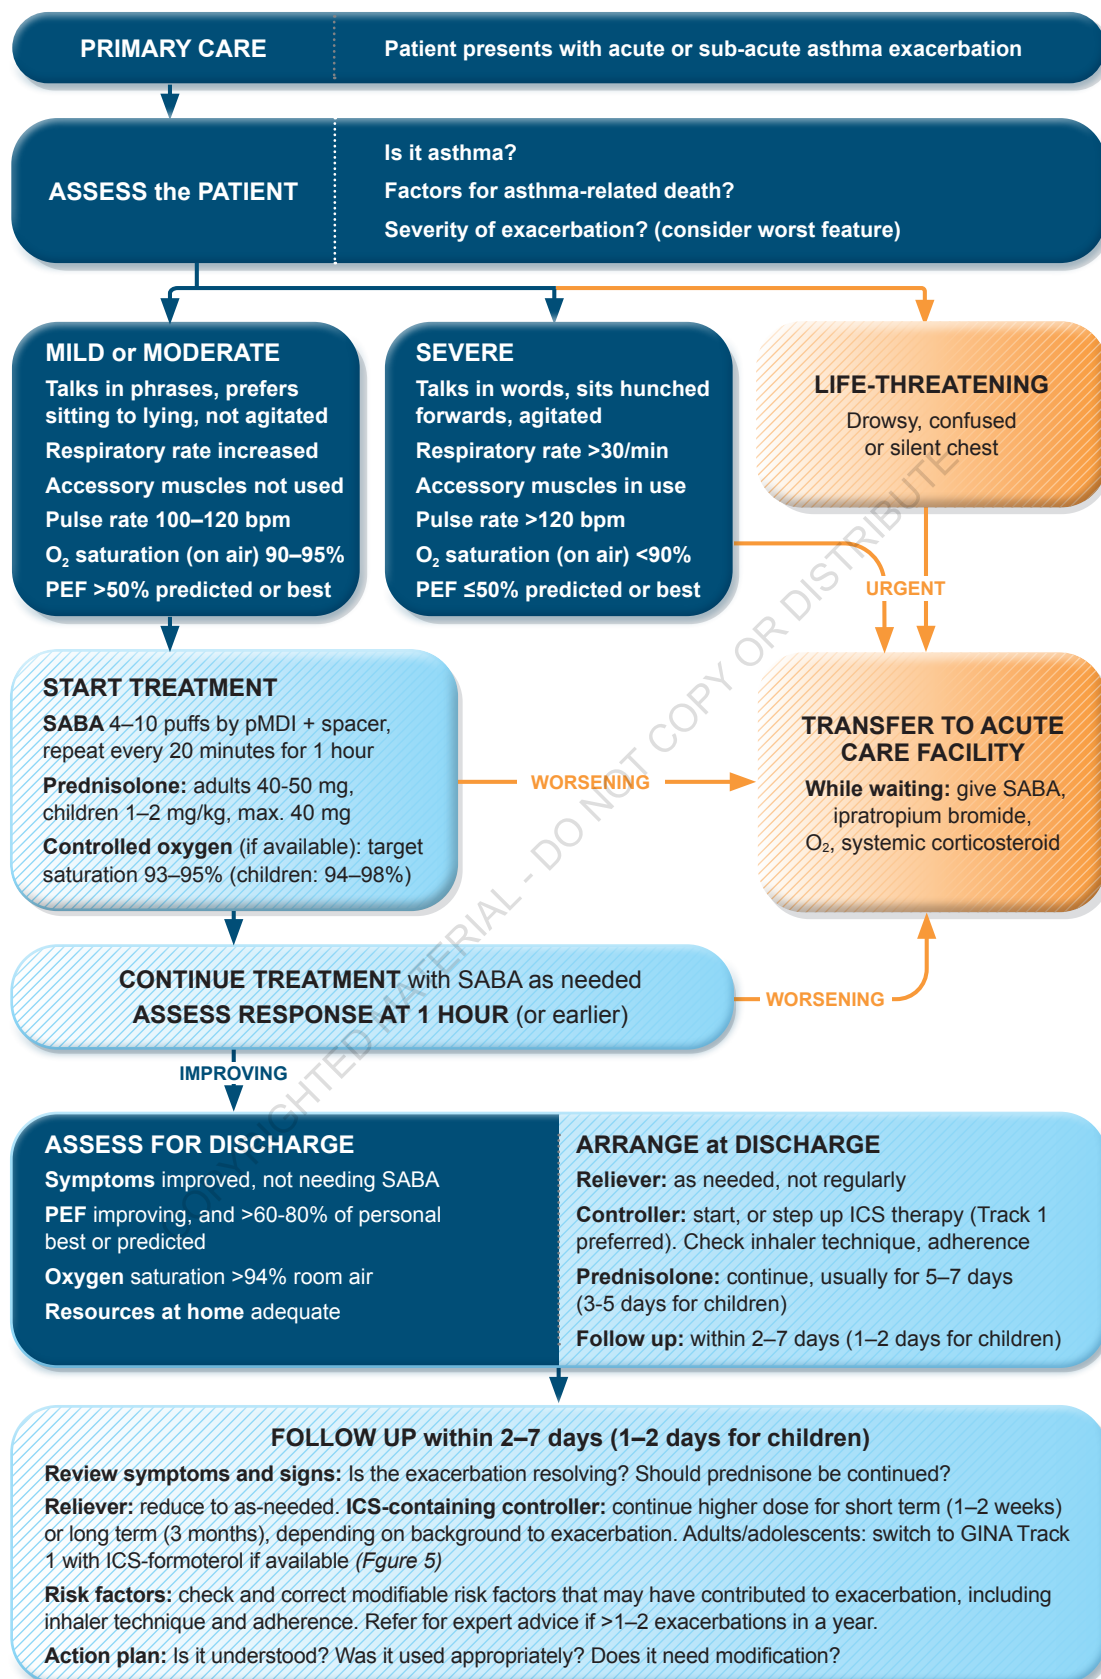 PRIMARY CARE
Patient presents with acute or sub-acute asthma exacerbation
ASSESS the PATIENT
Is it asthma?
Factors for asthma-related death?
Severity of exacerbation? (consider worst feature)
MILD or MODERATE
Talks in phrases, prefers
sitting to lying, not agitated
Respiratory rate increased
Accessory muscles not used
Pulse rate 100–120 bpm
O₂ saturation (on air) 90–95%
PEF >50% predicted or best
SEVERE
Talks in words, sits hunched
forwards, agitated
Respiratory rate >30/min
Accessory muscles in use
Pulse rate >120 bpm
O₂ saturation (on air) <90%
PEF ≤50% predicted or best
LIFE-THREATENING
Drowsy, confused
or silent chest
URGENT
START TREATMENT
SABA 4–10 puffs by pMDI + spacer,
repeat every 20 minutes for 1 hour
Prednisolone: adults 40-50 mg,
children 1–2 mg/kg, max. 40 mg
Controlled oxygen (if available): target
saturation 93–95% (children: 94–98%)
WORSENING
TRANSFER TO ACUTE
CARE FACILITY
While waiting: give SABA,
ipratropium bromide,
O₂, systemic corticosteroid
CONTINUE TREATMENT with SABA as needed
ASSESS RESPONSE AT 1 HOUR (or earlier)
WORSENING
IMPROVING
ASSESS FOR DISCHARGE
Symptoms improved, not needing SABA
PEF improving, and >60-80% of personal
best or predicted
Oxygen saturation >94% room air
Resources at home adequate
ARRANGE at DISCHARGE
Reliever: as needed, not regularly
Controller: start, or step up ICS therapy (Track 1
preferred). Check inhaler technique, adherence
Prednisolone: continue, usually for 5–7 days
(3-5 days for children)
Follow up: within 2–7 days (1–2 days for children)
FOLLOW UP within 2–7 days (1–2 days for children)
Review symptoms and signs: Is the exacerbation resolving? Should prednisone be continued?
Reliever: reduce to as-needed. ICS-containing controller: continue higher dose for short term (1–2 weeks)
or long term (3 months), depending on background to exacerbation. Adults/adolescents: switch to GINA Track
1 with ICS-formoterol if available (Fgure 5)
Risk factors: check and correct modifiable risk factors that may have contributed to exacerbation, including
inhaler technique and adherence. Refer for expert advice if >1–2 exacerbations in a year.
Action plan: Is it understood? Was it used appropriately? Does it need modification?
COPYRIGHTED MATERIAL - DO NOT COPY OR DISTRIBUTE